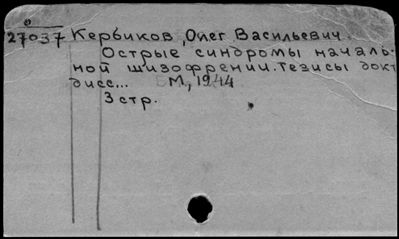 27037 Кербиков, Олег Васильевич.
Острые синдромы началь-
ной шизофрении. Тезисы докт
дисс... М, 1944
3 стр.